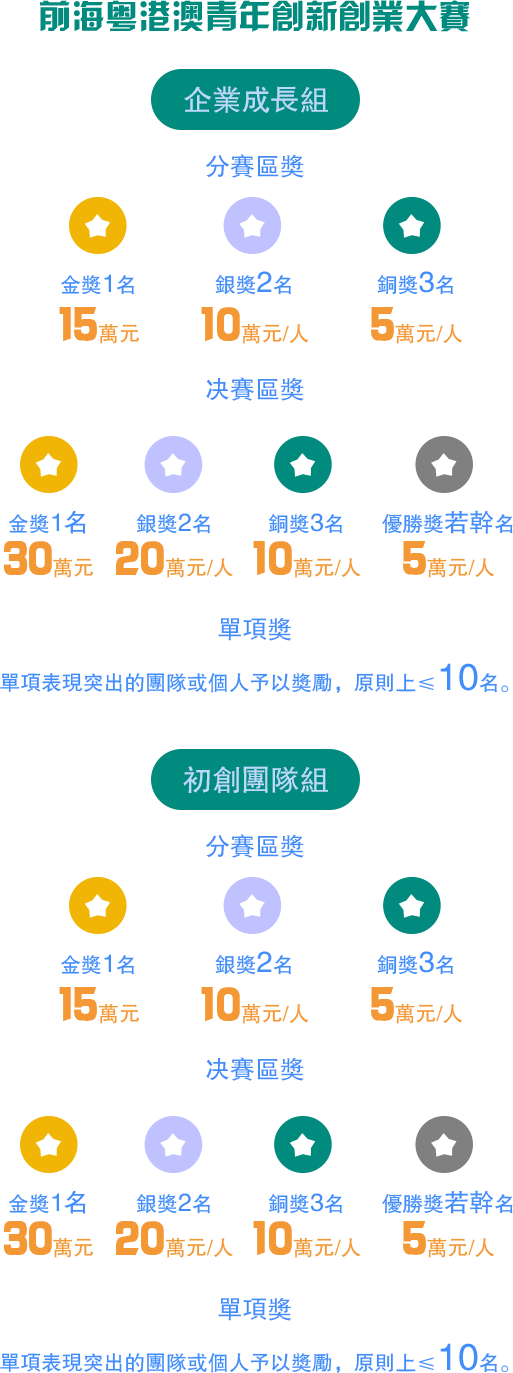 前海粤港澳青年創新創業大賽
企業成長組
分賽區獎
金獎1名 銀獎2名 銅獎3名
15萬元 10萬元/人 5萬元/人
决賽區獎
金獎1名 銀獎2名 銅獎3名 優勝獎若幹名
30萬元 20萬元/人 10萬元/人 5萬元/人
單項獎
單項表現突出的團隊或個人予以獎勵，原則上≤10名。
初創團隊組
分賽區獎
金獎1名 銀獎2名 銅獎3名
15萬元 10萬元/人 5萬元/人
决賽區獎
金獎1名 銀獎2名 銅獎3名 優勝獎若幹名
30萬元 20萬元/人 10萬元/人 5萬元/人
單項獎
單項表現突出的團隊或個人予以獎勵，原則上≤10名。